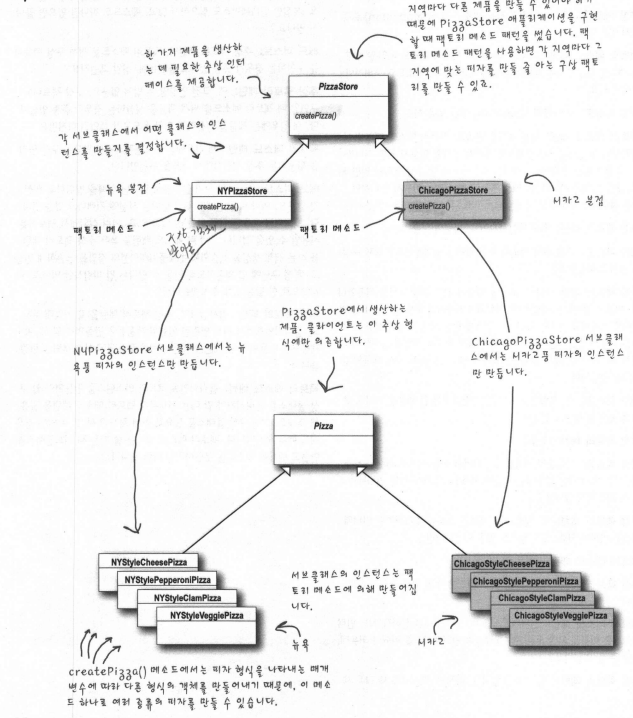 지역마다 다른 제품을 만들 수 있어야 하기
때문에 PizzaStore 애플리케이션을 구현
할 때 팩토리 메소드 패턴을 썼습니다. 팩
토리 메소드 패턴을 사용하면 각 지역마다 그
지역에 맞는 피자를 만들 줄 아는 구상 팩토
리를 만들 수 있죠.
한 가지 제품을 생산하
는 데 필요한 추상 인터
페이스를 제공합니다.
PizzaStore
createPizza()
각 서브클래스에서 어떤 클래스의 인스
턴스를 만들지를 결정합니다.
뉴욕 본점
NYPizzaStore
createPizza()
ChicagoPizzaStore
createPizza()
시카고 본점
팩토리 메소드
팩토리 메소드
PizzaStore에서 생산하는
제품. 클라이언트는 이 추상 형
식에만 의존합니다.
NYPizzaStore 서브클래스에서는 뉴
욕풍 피자의 인스턴스만 만듭니다.
ChicagoPizzaStore 서브클래
스에서는 시카고풍 피자의 인스턴스
만 만듭니다.
Pizza
NYStyleCheesePizza
NYStylePepperoniPizza
NYStyleClamPizza
NYStyleVeggiePizza
뉴욕
서브클래스의 인스턴스는 팩
토리 메소드에 의해 만들어집
니다.
ChicagoStyleCheesePizza
ChicagoStylePepperoniPizza
ChicagoStyleClamPizza
ChicagoStyleVeggiePizza
시카고
createPizza() 메소드에서는 피자 형식을 나타내는 매개
변수에 따라 다른 형식의 객체를 만들어내기 때문에, 이 메소
드 하나로 여러 종류의 피자를 만들 수 있습니다.